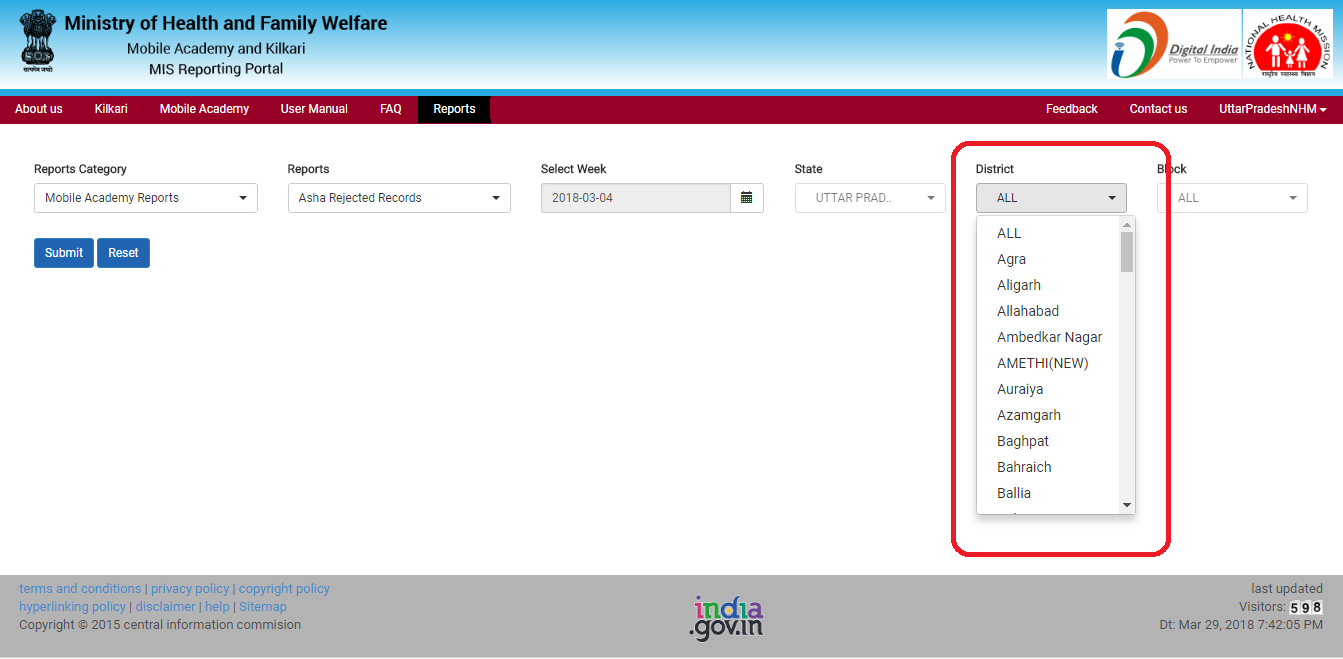 Ministry of Health and Family Welfare
Mobile Academy and Kilkari
MIS Reporting Portal
सत्यमेव जयते
Digital India
Power To Empower
NATIONAL HEALTH MISSION
राष्ट्रीय स्वास्थ्य मिशन
About us Kilkari Mobile Academy User Manual FAQ Reports Feedback Contact us UttarPradeshNHM
Reports Category Reports Select Week State District Block
Mobile Academy Reports Asha Rejected Records 2018-03-04 UTTAR PRAD.. ALL ALL
Submit Reset
ALL
Agra
Aligarh
Allahabad
Ambedkar Nagar
AMETHI(NEW)
Auraiya
Azamgarh
Baghpat
Bahraich
Ballia
terms and conditions | privacy policy | copyright policy
hyperlinking policy | disclaimer | help | Sitemap
Copyright © 2015 central information commision
india
.gov.in
last updated
Visitors: 598
Dt: Mar 29, 2018 7:42:05 PM